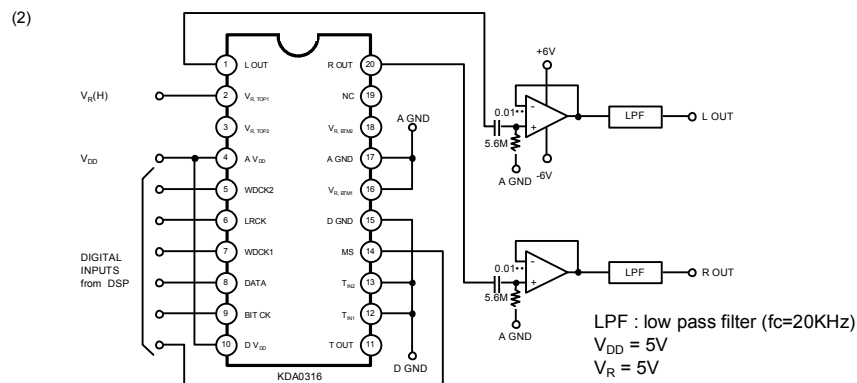 (2)
+6V
1 L OUT R OUT 20
V_R(H) 2 V_R, TOP1 NC 19
3 V_R, TOP2 V_R, BTM2 18
A GND
V_DD 4 A V_DD A GND 17
5 WDCK2 V_R, BTM1 16
6 LRCK D GND 15
7 WDCK1 MS 14
8 DATA T_IN2 13
9 BIT CK T_IN1 12
10 D V_DD T OUT 11
DIGITAL
INPUTS
from DSP
D GND
KDA0316
0.01
5.6M
- +
LPF L OUT
A GND
-6V
0.01
5.6M
- +
LPF R OUT
A GND
LPF : low pass filter (fc=20KHz)
V_DD = 5V
V_R = 5V